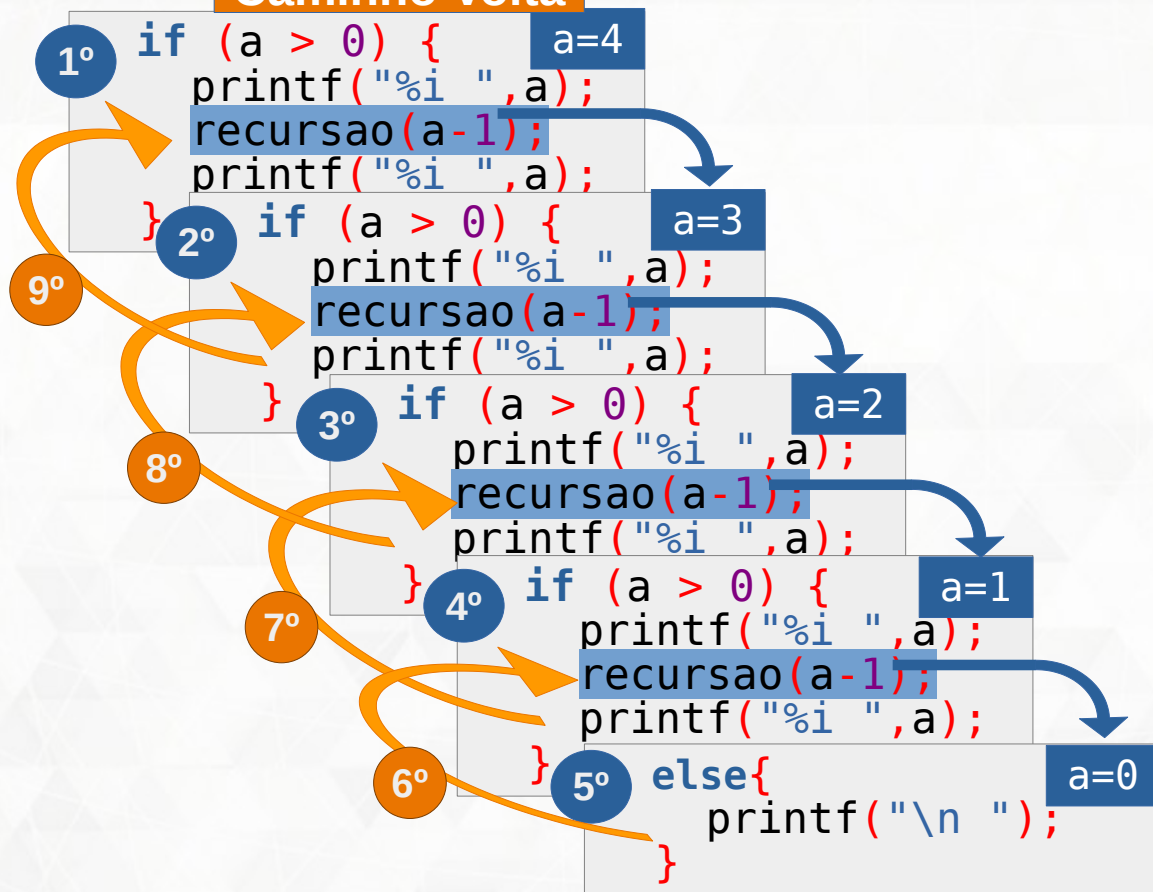 Caminho Volta
1º if (a > 0) { a=4
printf("%i ",a);
recursao(a-1);
printf("%i ",a);
} 2º if (a > 0) { a=3
printf("%i ",a);
9º
recursao(a-1);
printf("%i ",a);
} 3º if (a > 0) { a=2
printf("%i ",a);
8º
recursao(a-1);
printf("%i ",a);
} 4º if (a > 0) { a=1
7º printf("%i ",a);
recursao(a-1);
printf("%i ",a);
6º } 5º else{ a=0
printf("\n ");
}